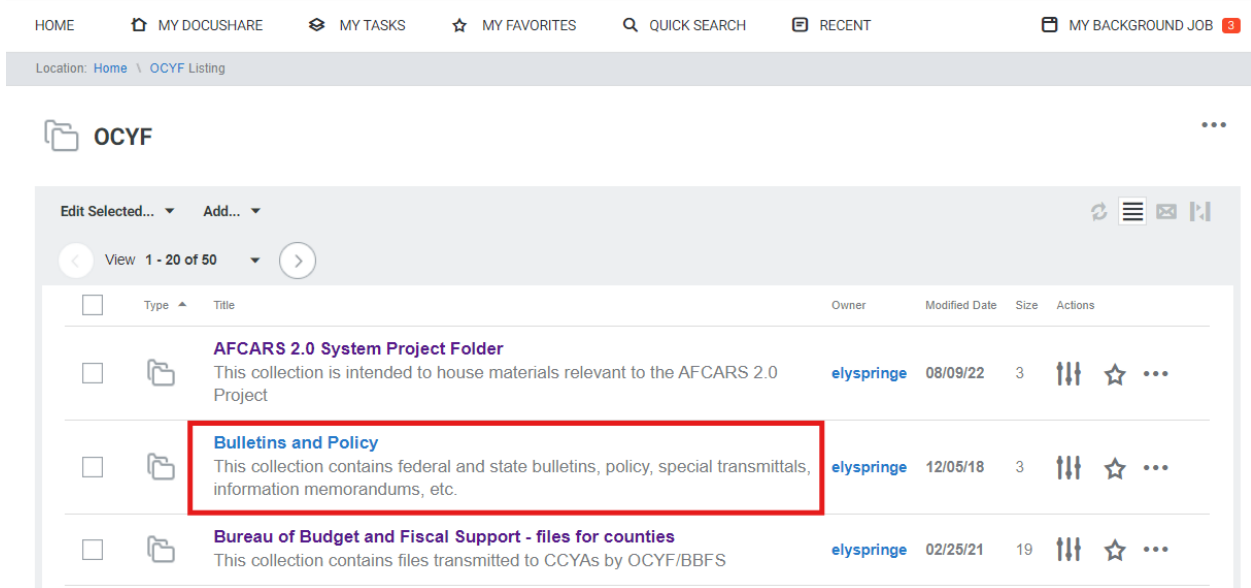 HOME MY DOCUSHARE MY TASKS MY FAVORITES QUICK SEARCH RECENT MY BACKGROUND JOB 3
Location: Home \ OCYF Listing
OCYF
Edit Selected... Add...
View 1 - 20 of 50
Type Title Owner Modified Date Size Actions
AFCARS 2.0 System Project Folder
This collection is intended to house materials relevant to the AFCARS 2.0
Project
elyspringe 08/09/22 3
Bulletins and Policy
This collection contains federal and state bulletins, policy, special transmittals,
information memorandums, etc.
elyspringe 12/05/18 3
Bureau of Budget and Fiscal Support - files for counties
This collection contains files transmitted to CCYAs by OCYF/BBFS
elyspringe 02/25/21 19